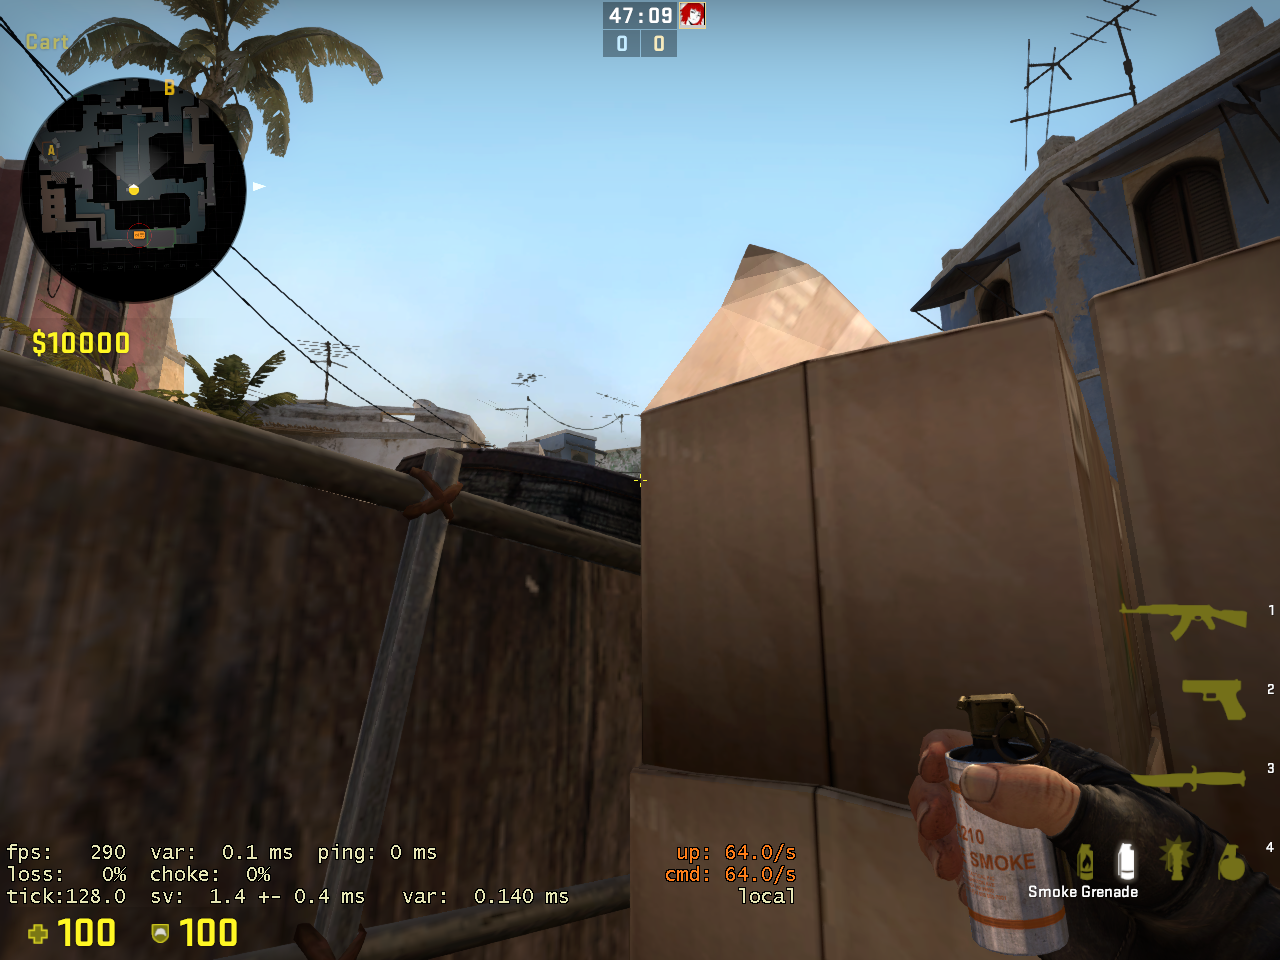 47:09
Cart
0 0
B
A
$10000
1
2
3
4
210
SMOKE
Smoke Grenade
fps: 290 var: 0.1 ms ping: 0 ms
loss: 0% choke: 0%
tick:128.0 sv: 1.4 +- 0.4 ms var: 0.140 ms
up: 64.0/s
cmd: 64.0/s
local
100 100